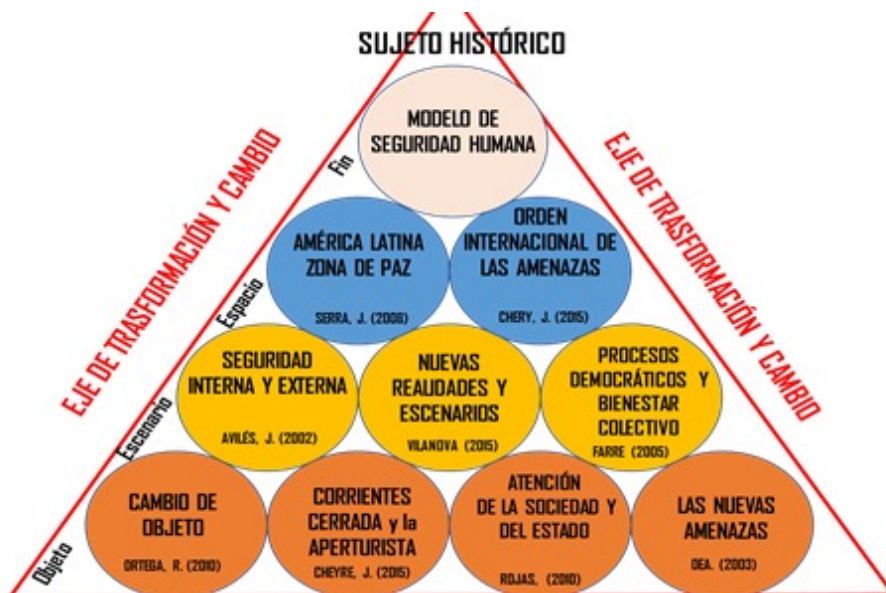 SUJETO HISTÓRICO
MODELO DE
SEGURIDAD HUMANA
Fin
EJE DE TRASFORMACIÓN Y CAMBIO
EJE DE TRASFORMACIÓN Y CAMBIO
AMÉRICA LATINA
ZONA DE PAZ
SERRA, J. (2008)
ORDEN
INTERNACIONAL DE
LAS AMENAZAS
CHERY, J. (2015)
Espacio
SEGURIDAD
INTERNA Y EXTERNA
AVILÉS, J. (2002)
NUEVAS
REALIDADES Y
ESCENARIOS
VILANOVA (2015)
PROCESOS
DEMOCRÁTICOS Y
BIENESTAR
COLECTIVO
FARRE (2005)
Escenario
CAMBIO DE
OBJETO
ORTEGA, R. (2010)
CORRIENTES
CERRADA y la
APERTURISTA
CHEYRE, J. (2015)
ATENCIÓN
DE LA SOCIEDAD Y
DEL ESTADO
ROJAS, (2010)
LAS NUEVAS
AMENAZAS
OEA. (2003)
Objeto